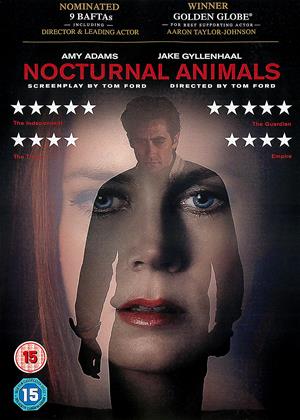 NOMINATED
9 BAFTAs
INCLUDING
DIRECTOR & LEADING ACTOR
WINNER
GOLDEN GLOBE®
FOR BEST SUPPORTING ACTOR
AARON TAYLOR-JOHNSON
AMY ADAMS JAKE GYLLENHAAL
NOCTURNAL ANIMALS
SCREENPLAY BY TOM FORD DIRECTED BY TOM FORD
★★★★★
The Independent
★★★★★
The Guardian
★★★★
The
★★★★
Empire
15
15